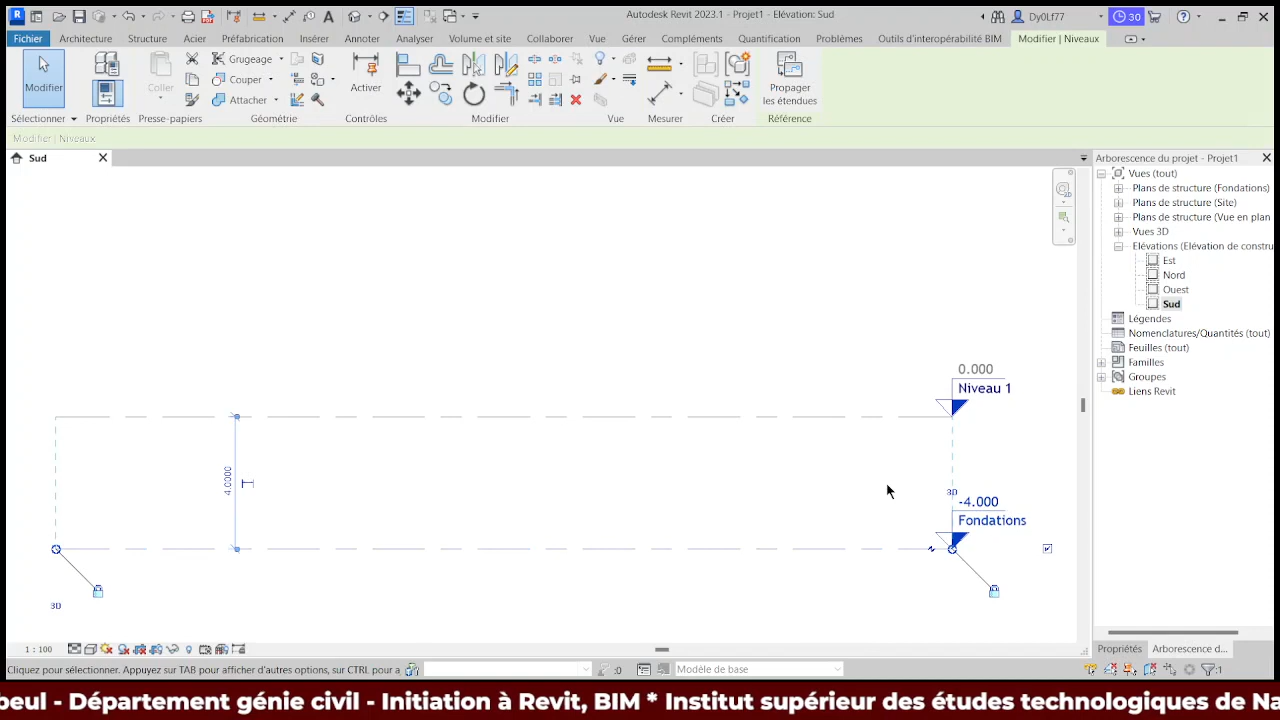 Autodesk Revit 2023.1 - Projet1 - Elévation: Sud
Dy0Lf77
30
Fichier Architecture Structure Acier Préfabrication Insérer Annoter Analyser Volume et site Collaborer Vue Gérer Compléments Quantification Problèmes Outils d'interopérabilité BIM Modifier | Niveaux
Modifier
Coller
Grugeage
Couper
Attacher
Activer
Propager
les étendues
Sélectionner Propriétés Presse-papiers Géométrie Contrôles Modifier Vue Mesurer Créer Référence
Modifier | Niveaux
Sud
Arborescence du projet - Projet1
Vues (tout)
Plans de structure (Fondations)
Plans de structure (Site)
Plans de structure (Vue en plan
Vues 3D
Elévations (Elévation de constru
Est
Nord
Ouest
Sud
Légendes
Nomenclatures/Quantités (tout)
Feuilles (tout)
Familles
Groupes
Liens Revit
0.000
Niveau 1
4.0000
3D
-4.000
Fondations
3D
1 : 100
Propriétés Arborescence d...
Cliquez pour sélectionner. Appuyez sur TAB pour afficher d'autres options, sur CTRL pour a
:0
Modèle de base
:1
beul - Département génie civil - Initiation à Revit, BIM * Institut supérieur des études technologiques de Na